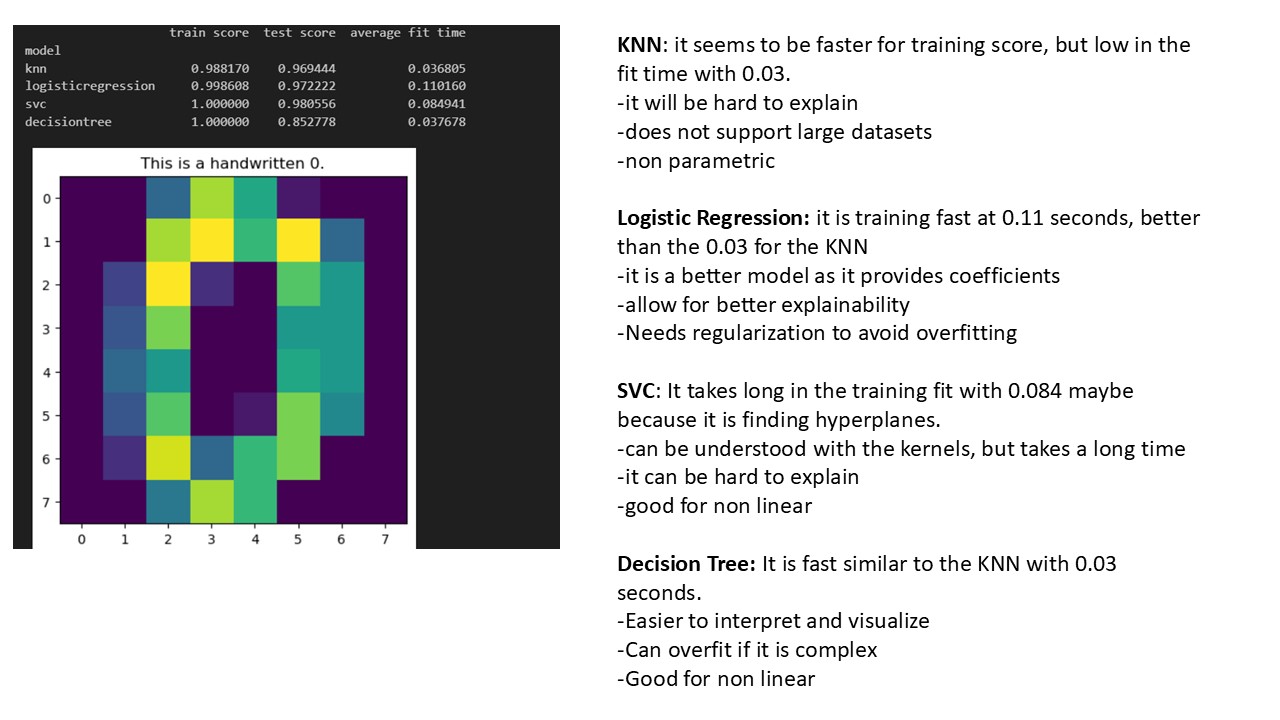 train score test score average fit time
model
knn 0.988170 0.969444 0.036805
logisticregression 0.998608 0.972222 0.110160
svc 1.000000 0.980556 0.084941
decisiontree 1.000000 0.852778 0.037678
This is a handwritten 0.
0
1
2
3
4
5
6
7
0 1 2 3 4 5 6 7
KNN: it seems to be faster for training score, but low in the
fit time with 0.03.
-it will be hard to explain
-does not support large datasets
-non parametric
Logistic Regression: it is training fast at 0.11 seconds, better
than the 0.03 for the KNN
-it is a better model as it provides coefficients
-allow for better explainability
-Needs regularization to avoid overfitting
SVC: It takes long in the training fit with 0.084 maybe
because it is finding hyperplanes.
-can be understood with the kernels, but takes a long time
-it can be hard to explain
-good for non linear
Decision Tree: It is fast similar to the KNN with 0.03
seconds.
-Easier to interpret and visualize
-Can overfit if it is complex
-Good for non linear